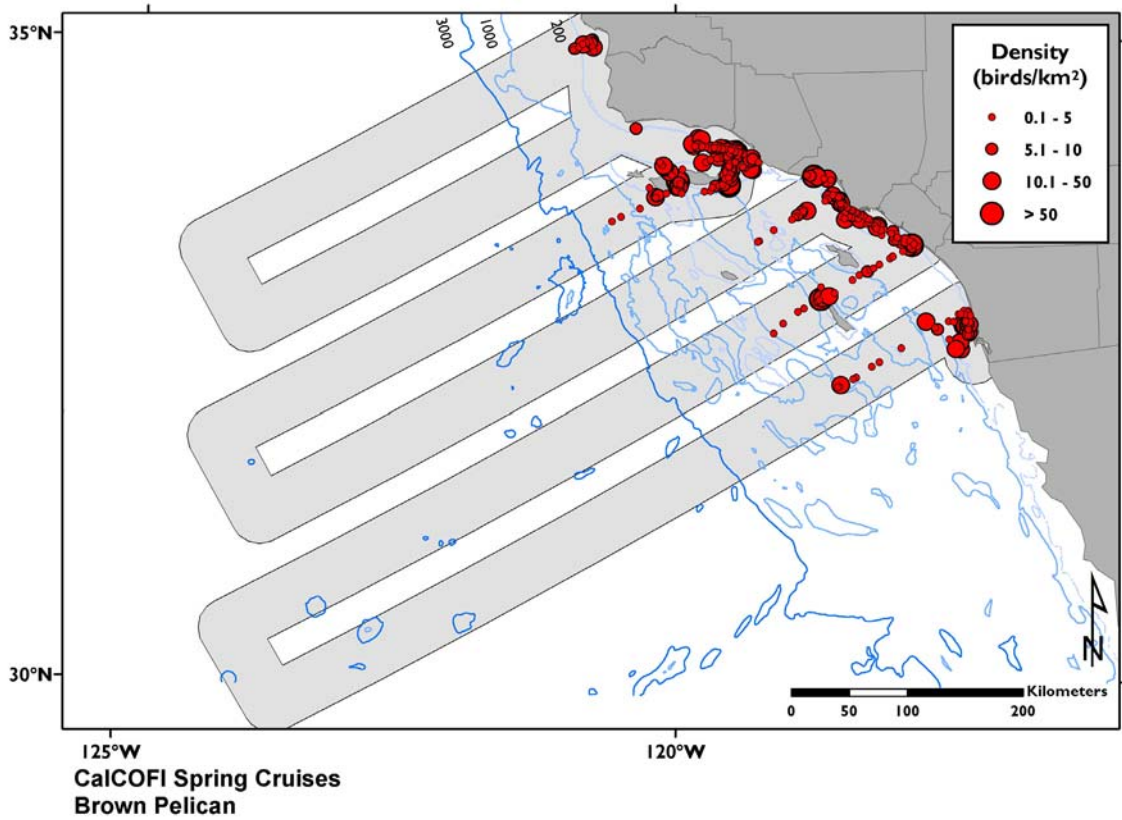 35°N
3000
1000
200
Density
(birds/km²)
0.1 - 5
5.1 - 10
10.1 - 50
> 50
30°N
N
Kilometers
0 50 100 200
125°W 120°W
CalCOFI Spring Cruises
Brown Pelican